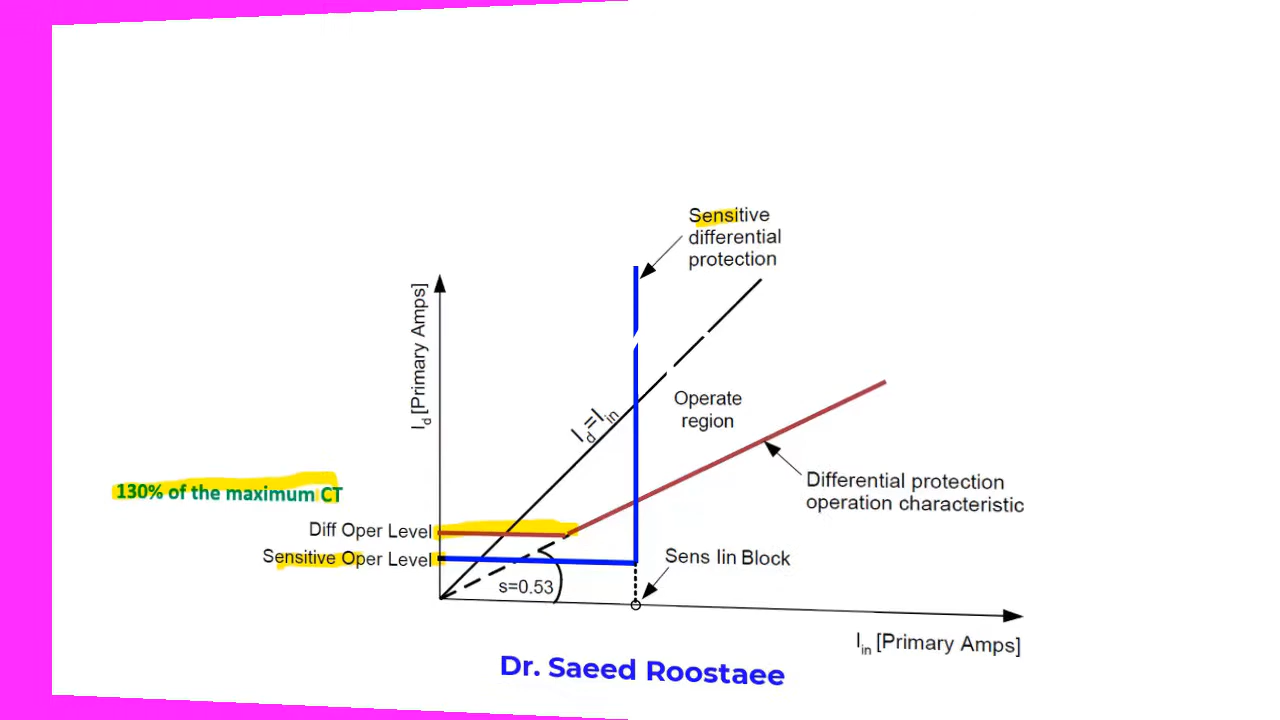 Sensitive
differential
protection
Id [Primary Amps]
Id=Iin
Operate
region
130% of the maximum CT
Differential protection
operation characteristic
Diff Oper Level
Sensitive Oper Level
Sens Iin Block
s=0.53
Iin [Primary Amps]
Dr. Saeed Roostaee